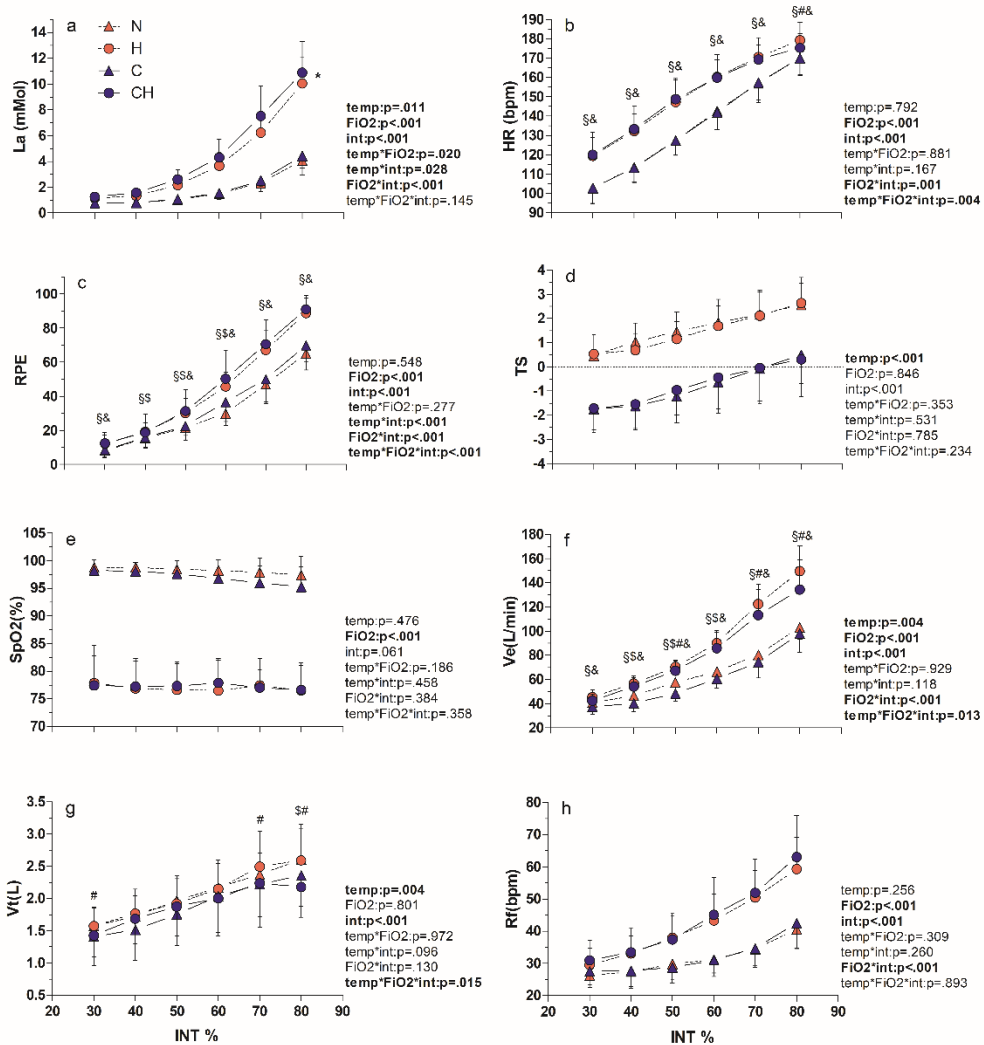 a
N
H
C
CH
La (mMol)
14
12
10
8
6
4
2
0
*
temp:p=.011
FiO2:p<.001
int:p<.001
temp*FiO2:p=.020
temp*int:p=.028
FiO2*int:p<.001
temp*FiO2*int:p=.145
b
HR (bpm)
190
180
170
160
150
140
130
120
110
100
90
§& §& §& §& §& §#&
temp:p=.792
FiO2:p<.001
int:p<.001
temp*FiO2:p=.881
temp*int:p=.167
FiO2*int:p=.001
temp*FiO2*int:p=.004
c
RPE
100
80
60
40
20
0
§& §$ §$& §$& §& §&
temp:p=.548
FiO2:p<.001
int:p<.001
temp*FiO2:p=.277
temp*int:p<.001
FiO2*int:p<.001
temp*FiO2*int:p<.001
d
TS
4
3
2
1
0
-1
-2
-3
-4
temp:p<.001
FiO2:p=.846
int:p<.001
temp*FiO2:p=.353
temp*int:p=.531
FiO2*int:p=.785
temp*FiO2*int:p=.234
e
SpO2(%)
105
100
95
90
85
80
75
70
temp:p=.476
FiO2:p<.001
int:p=.061
temp*FiO2:p=.186
temp*int:p=.458
FiO2*int:p=.384
temp*FiO2*int:p=.358
f
Ve(L/min)
180
160
140
120
100
80
60
40
20
§& §$& §$#& §$& §#& §#&
temp:p=.004
FiO2:p<.001
int:p<.001
temp*FiO2:p=.929
temp*int:p=.118
FiO2*int:p<.001
temp*FiO2*int:p=.013
g
Vt(L)
3.5
3.0
2.5
2.0
1.5
1.0
0.5
# # $#
temp:p=.004
FiO2:p=.801
int:p<.001
temp*FiO2:p=.972
temp*int:p=.096
FiO2*int:p=.130
temp*FiO2*int:p=.015
20 30 40 50 60 70 80 90
INT %
h
Rf(bpm)
80
70
60
50
40
30
20
temp:p=.256
FiO2:p<.001
int:p<.001
temp*FiO2:p=.309
temp*int:p=.260
FiO2*int:p<.001
temp*FiO2*int:p=.893
20 30 40 50 60 70 80 90
INT %